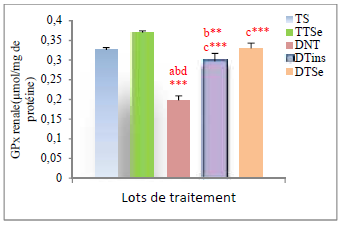 GPx renale(µmol/mg de
protéine)
0,4
0,35
0,3
0,25
0,2
0,15
0,1
0,05
0
abd
***
b**
c***
c***
TS
TTSe
DNT
DTins
DTSe
Lots de traitement